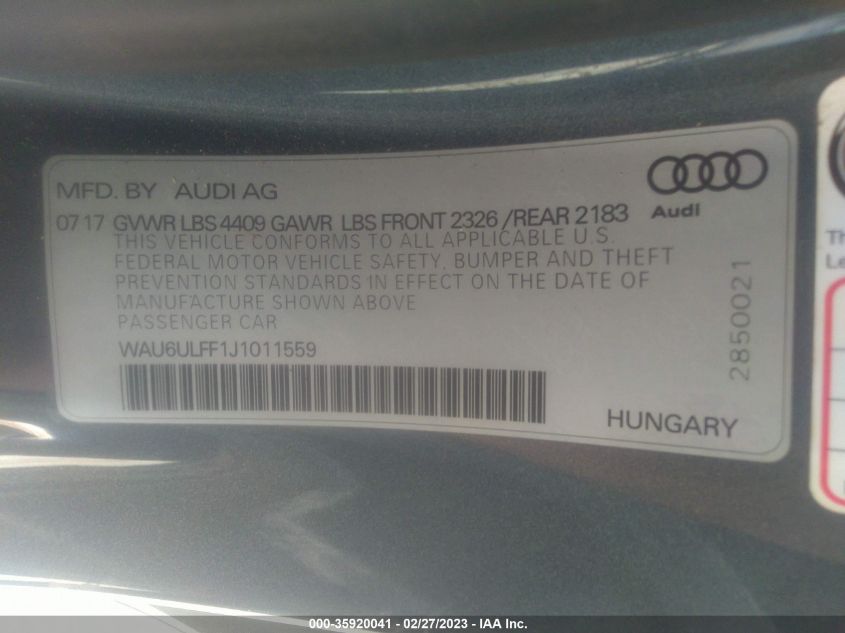 MFD. BY AUDI AG
Audi
07 17 GVWR LBS 4409 GAWR LBS FRONT 2326 /REAR 2183
THIS VEHICLE CONFORMS TO ALL APPLICABLE U.S.
FEDERAL MOTOR VEHICLE SAFETY, BUMPER AND THEFT
PREVENTION STANDARDS IN EFFECT ON THE DATE OF
MANUFACTURE SHOWN ABOVE
PASSENGER CAR
WAU6ULFF1J1011559
HUNGARY
2850021
000-35920041 - 02/27/2023 - IAA Inc.